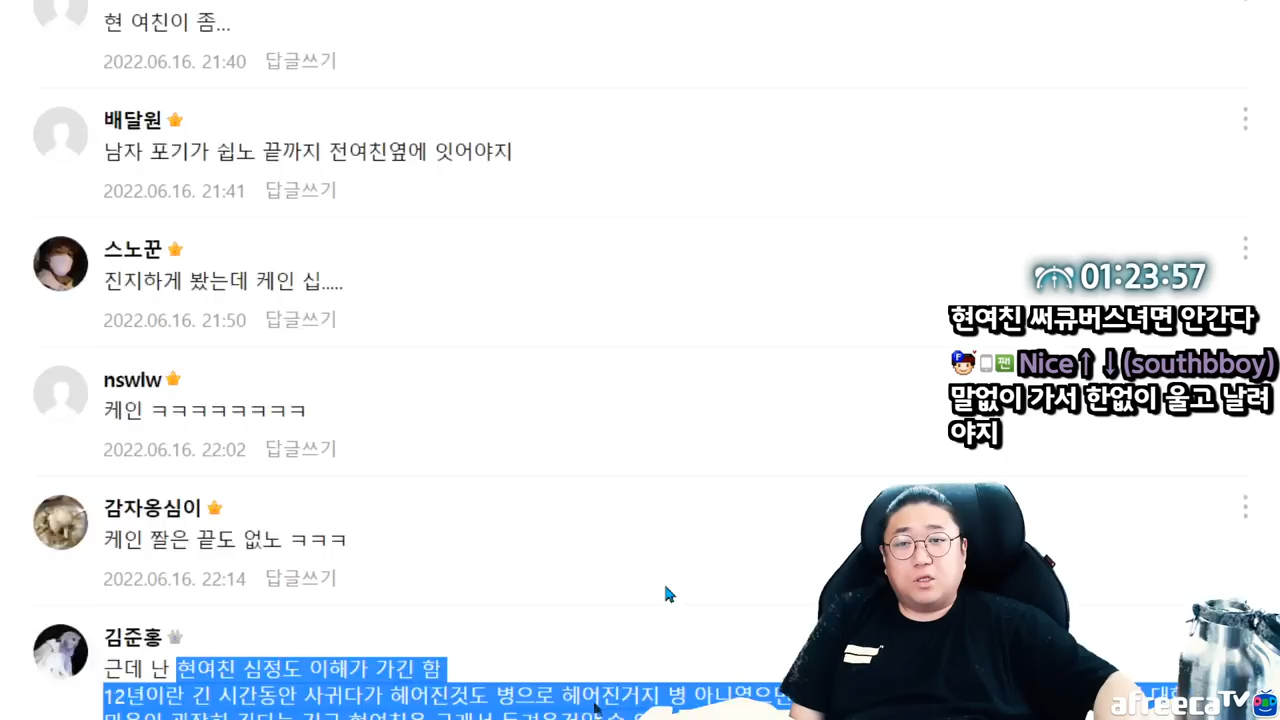 현 여친이 좀...
2022.06.16. 21:40 답글쓰기
배달원
남자 포기가 쉽노 끝까지 전여친옆에 잇어야지
2022.06.16. 21:41 답글쓰기
스노꾼
진지하게 봤는데 케인 십.....
2022.06.16. 21:50 답글쓰기
nswlw
케인 ㅋㅋㅋㅋㅋㅋㅋㅋ
2022.06.16. 22:02 답글쓰기
감자옹심이
케인 짤은 끝도 없노 ㅋㅋㅋ
2022.06.16. 22:14 답글쓰기
김준홍
근데 난 현여친 심정도 이해가 가긴 함
12년이란 긴 시간동안 사귀다가 헤어진것도 병으로 헤어진거지 병 아니였으면
01:23:57
현여친 써큐버스녀면 안간다
F 팬 Nice↑↓(southbboy)
말없이 가서 한없이 울고 날려
야지
afreecaTV